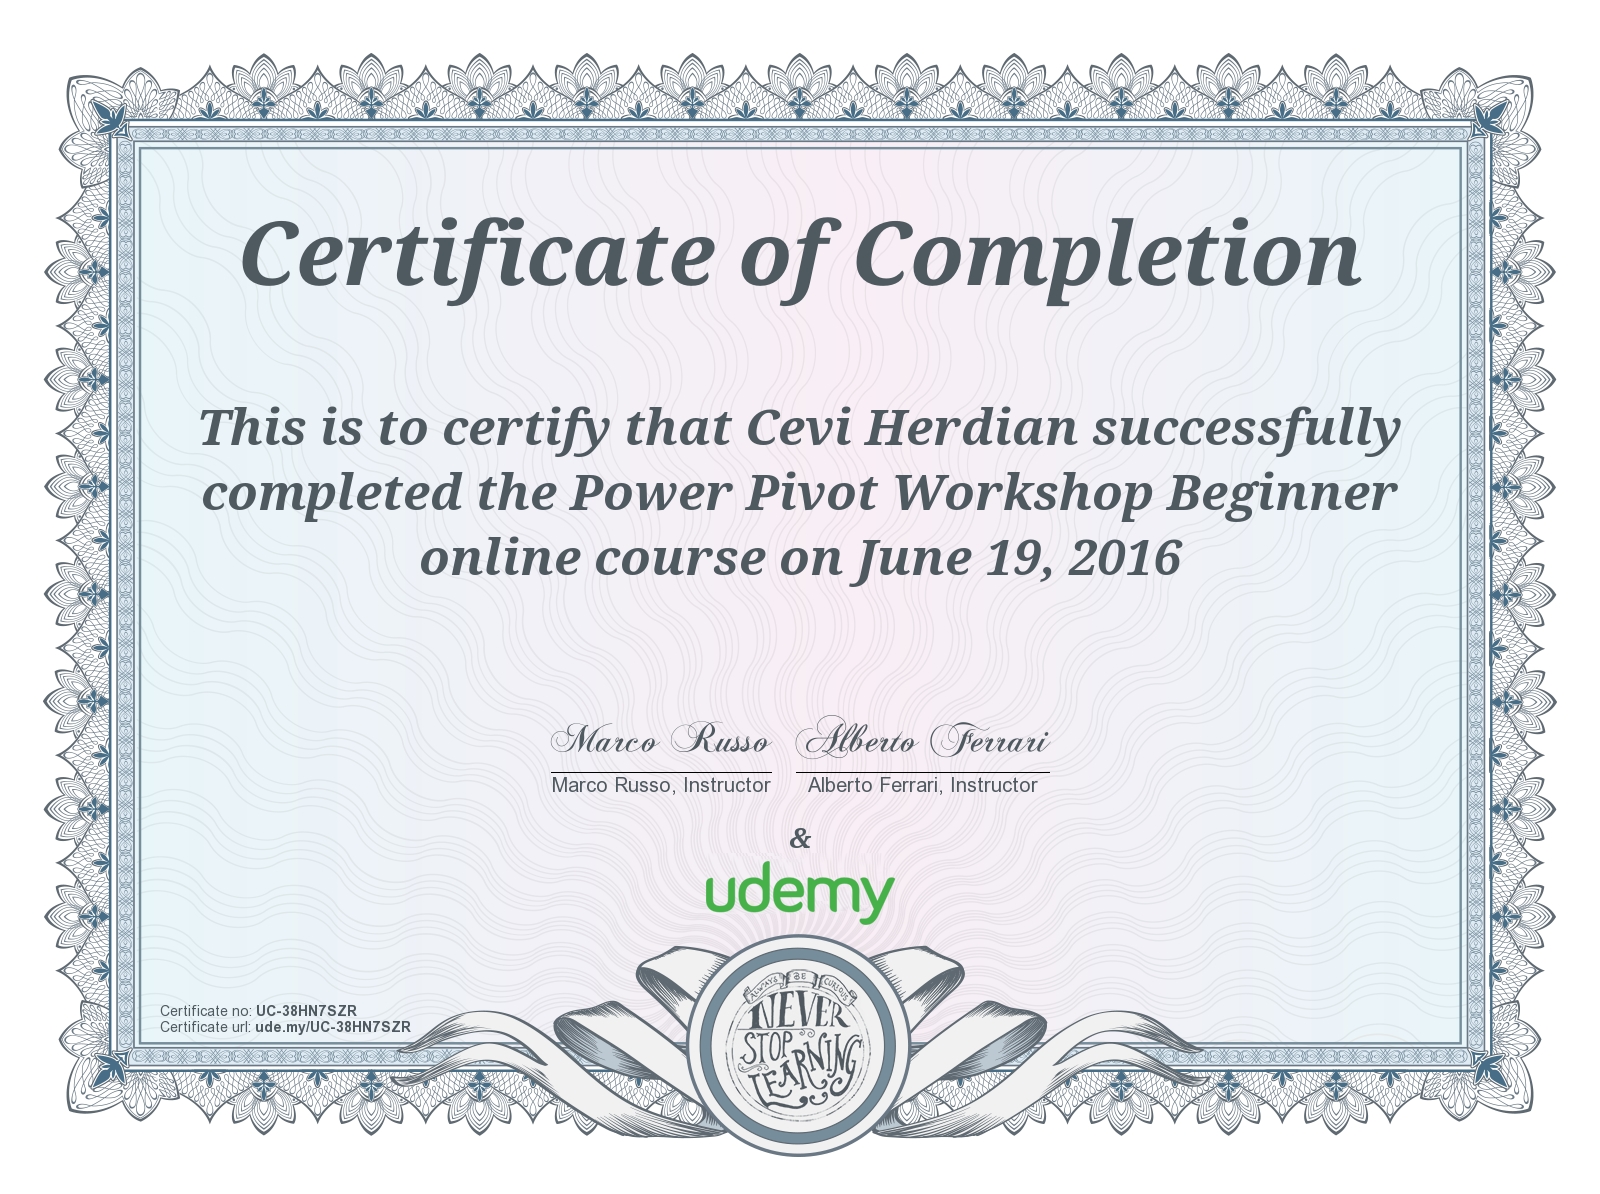 Certificate of Completion
This is to certify that Cevi Herdian successfully
completed the Power Pivot Workshop Beginner
online course on June 19, 2016
Marco Russo Alberto Ferrari
Marco Russo, Instructor Alberto Ferrari, Instructor
&
udemy
ALWAYS BE CURIOUS
NEVER
STOP
LEARNING
Certificate no: UC-38HN7SZR
Certificate url: ude.my/UC-38HN7SZR